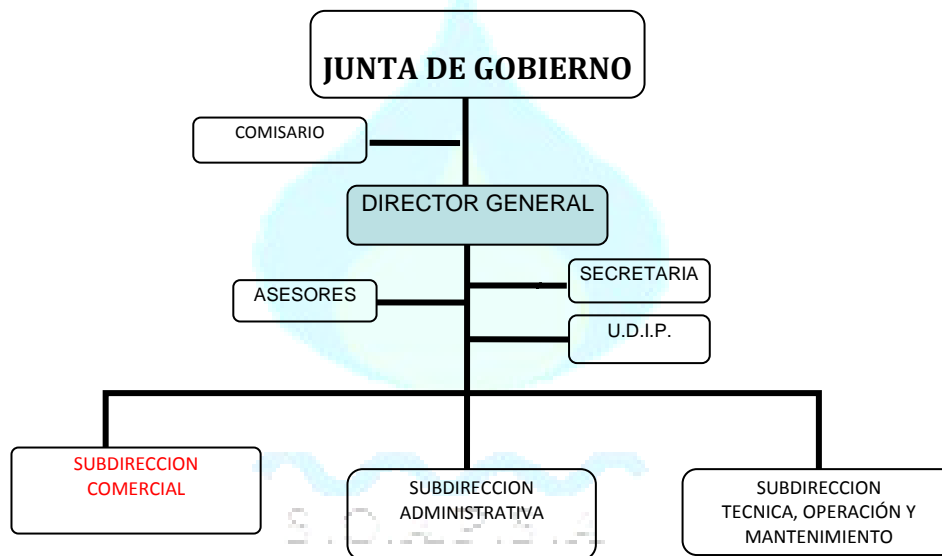 JUNTA DE GOBIERNO
COMISARIO
DIRECTOR GENERAL
SECRETARIA
ASESORES
U.D.I.P.
SUBDIRECCION
COMERCIAL
SUBDIRECCION
ADMINISTRATIVA
SUBDIRECCION
TECNICA, OPERACIÓN Y
MANTENIMIENTO